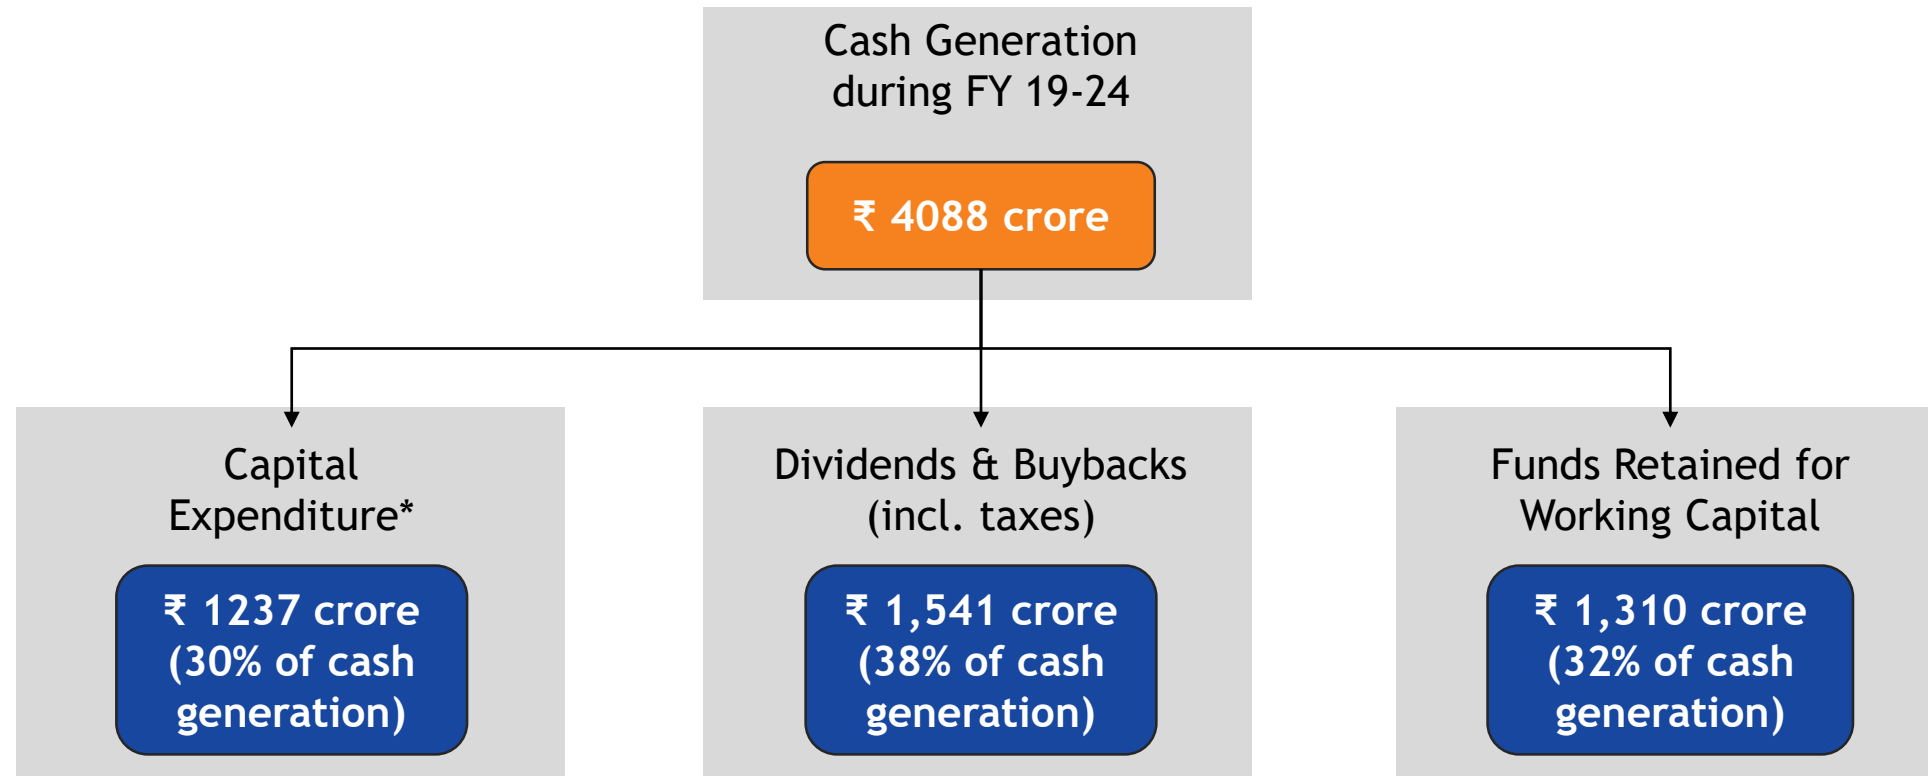 Cash Generation
during FY 19-24
₹ 4088 crore
Capital
Expenditure*
₹ 1237 crore
(30% of cash
generation)
Dividends & Buybacks
(incl. taxes)
₹ 1,541 crore
(38% of cash
generation)
Funds Retained for
Working Capital
₹ 1,310 crore
(32% of cash
generation)